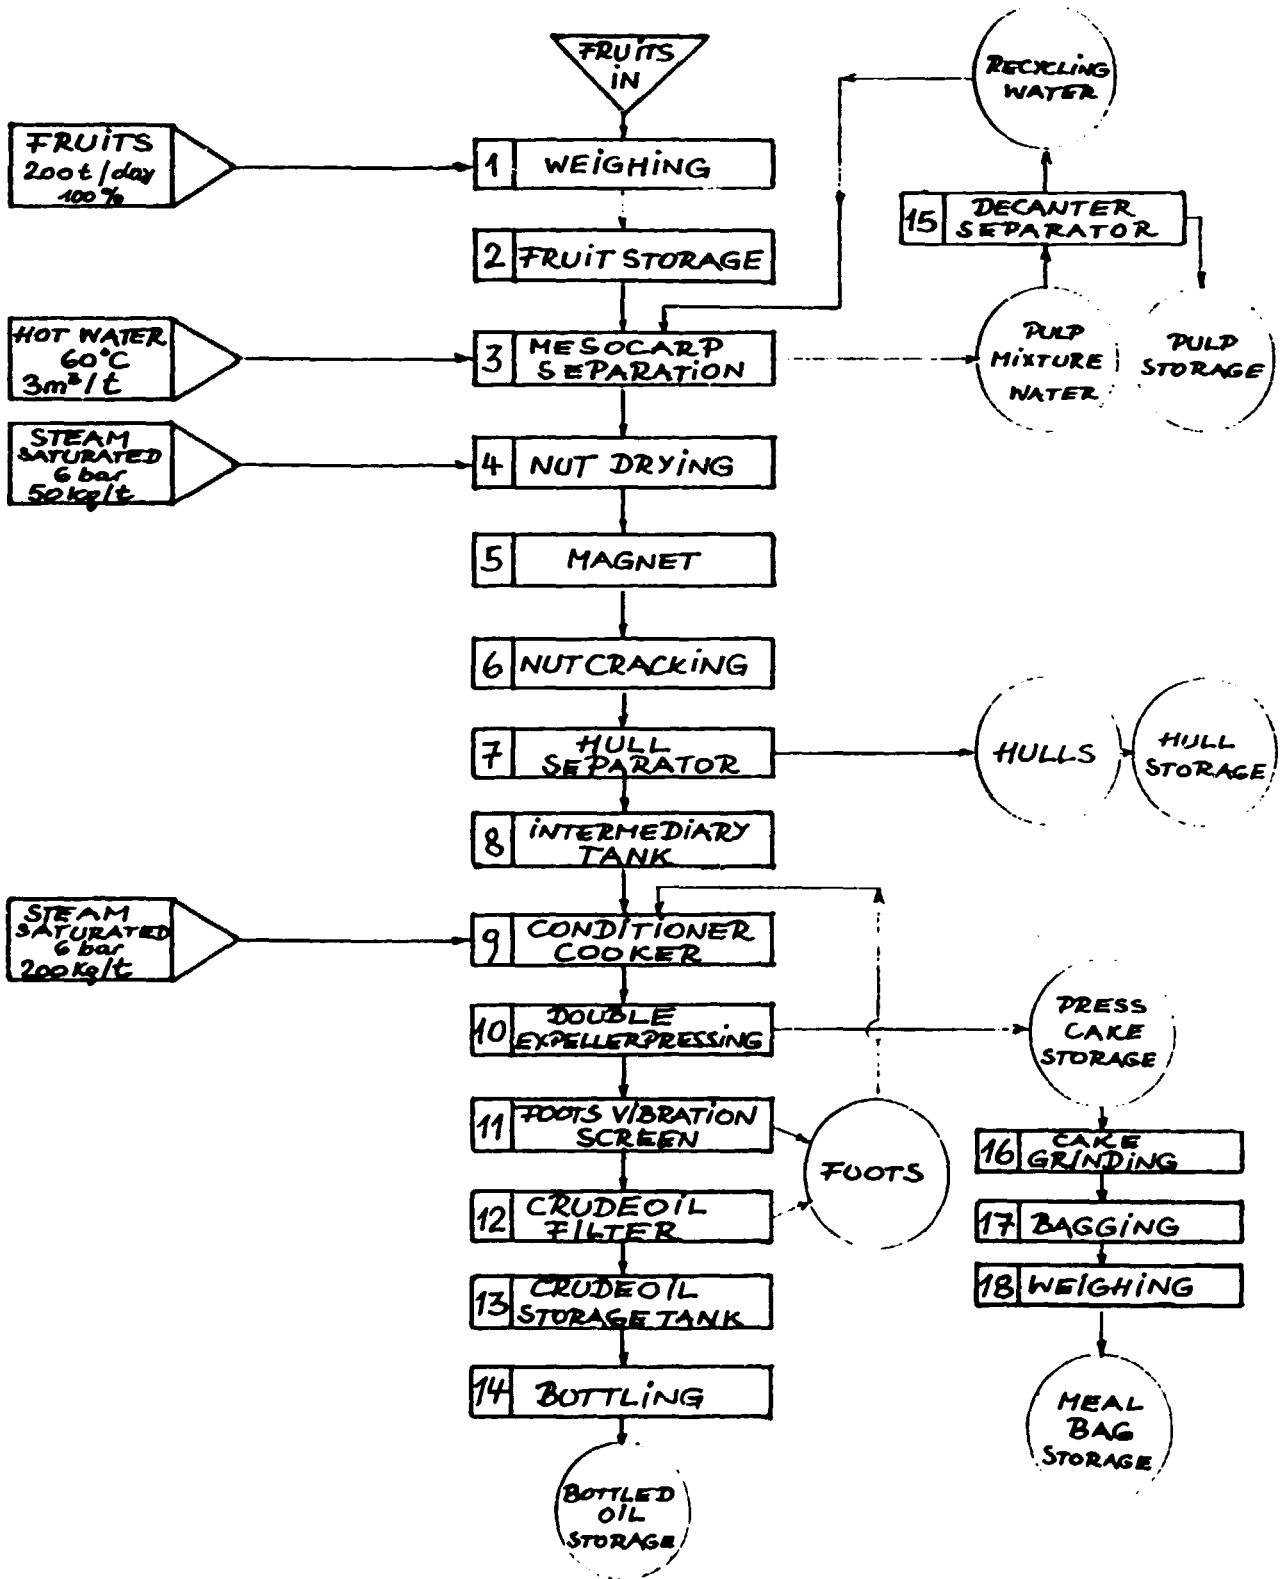 FRUITS
IN
RECYCLING
WATER
FRUITS
200t/day
100%
1 WEIGHING
15 DECANTER
SEPARATOR
2 FRUIT STORAGE
HOT WATER
60°C
3m³/t
3 MESOCARP
SEPARATION
PULP
MIXTURE
WATER
PULP
STORAGE
STEAM
SATURATED
6 bar
50kg/t
4 NUT DRYING
5 MAGNET
6 NUT CRACKING
7 HULL
SEPARATOR
HULLS
HULL
STORAGE
8 INTERMEDIARY
TANK
STEAM
SATURATED
6 bar
200Kg/t
9 CONDITIONER
COOKER
10 DOUBLE
EXPELLERPRESSING
PRESS
CAKE
STORAGE
11 FOOTS VIBRATION
SCREEN
FOOTS
16 CAKE
GRINDING
12 CRUDEOIL
FILTER
17 BAGGING
13 CRUDEOIL
STORAGE TANK
18 WEIGHING
14 BOTTLING
MEAL
BAG
STORAGE
BOTTLED
OIL
STORAGE